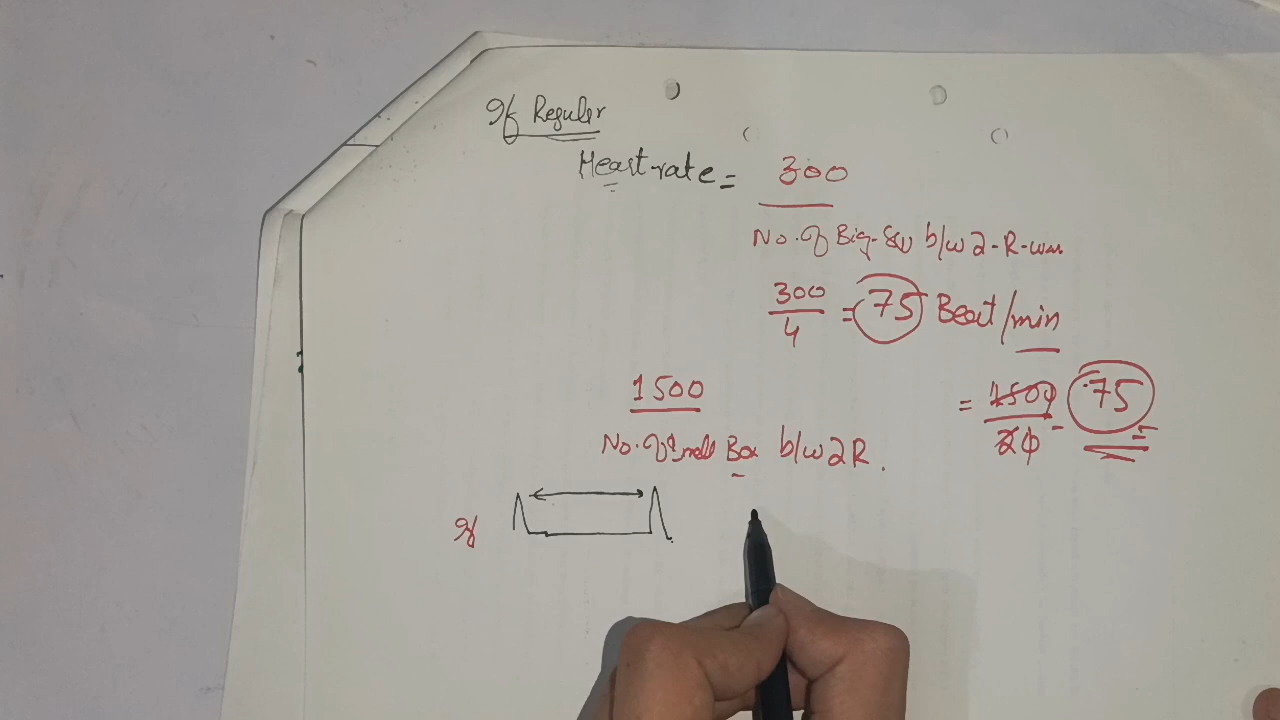 If Regular
Heart-rate = 300
No. of Big-Sq b/w 2-R-wav
300/4 = 75 Beat/min
1500
= 1500/20 75
No. of Small Box b/w 2R.
If